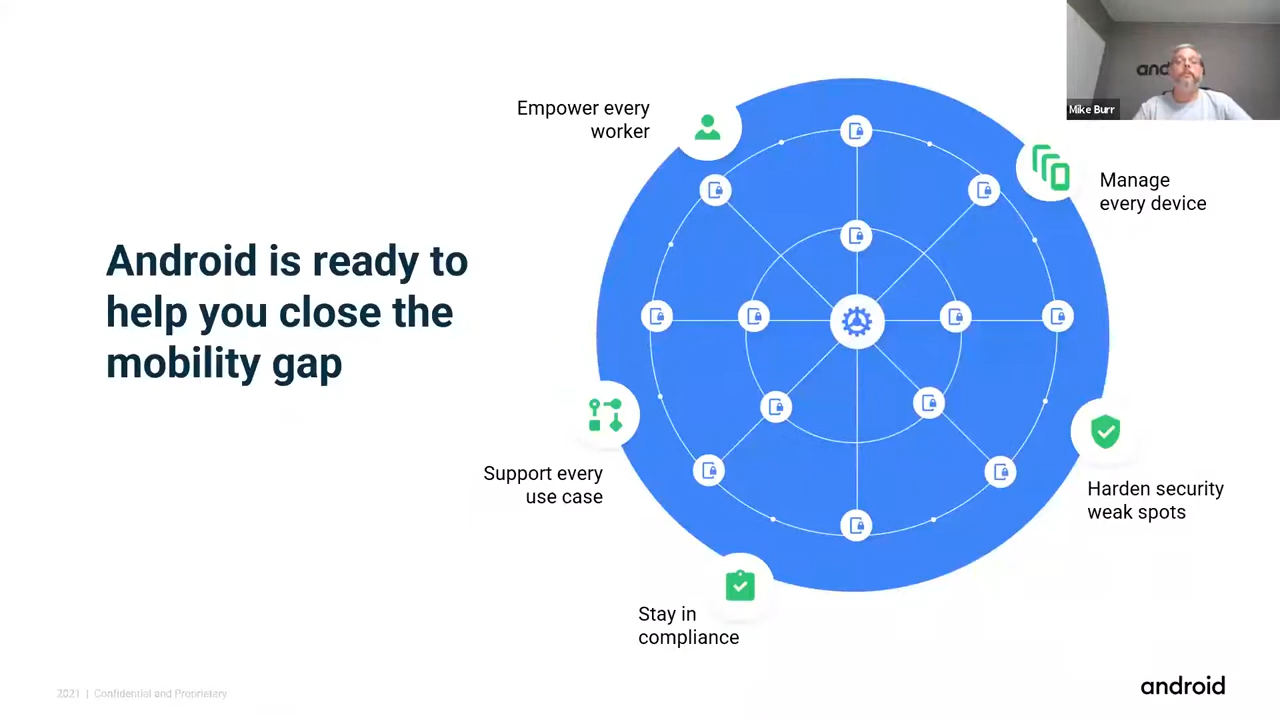 Android is ready to
help you close the
mobility gap
Empower every
worker
Manage
every device
Support every
use case
Harden security
weak spots
Stay in
compliance
Mike Burr
2021 | Confidential and Proprietary
android